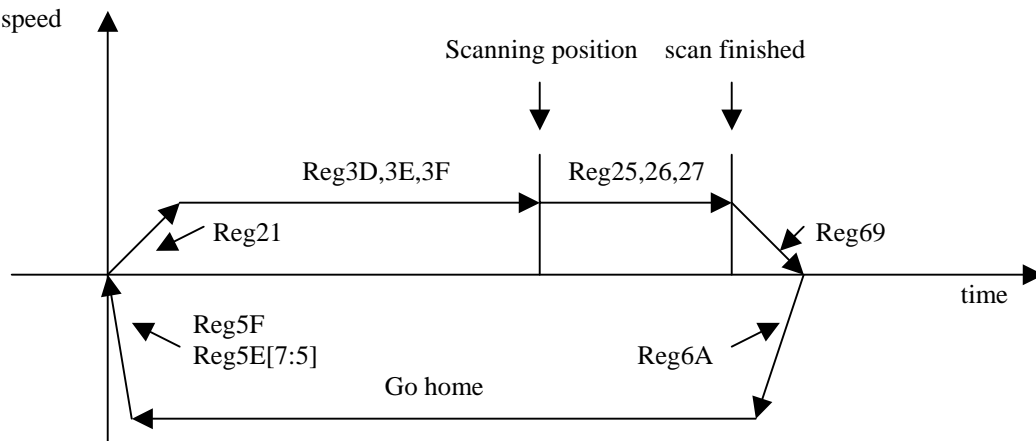 speed
Scanning position
scan finished
Reg3D,3E,3F
Reg25,26,27
Reg21
Reg69
time
Reg5F
Reg5E[7:5]
Reg6A
Go home